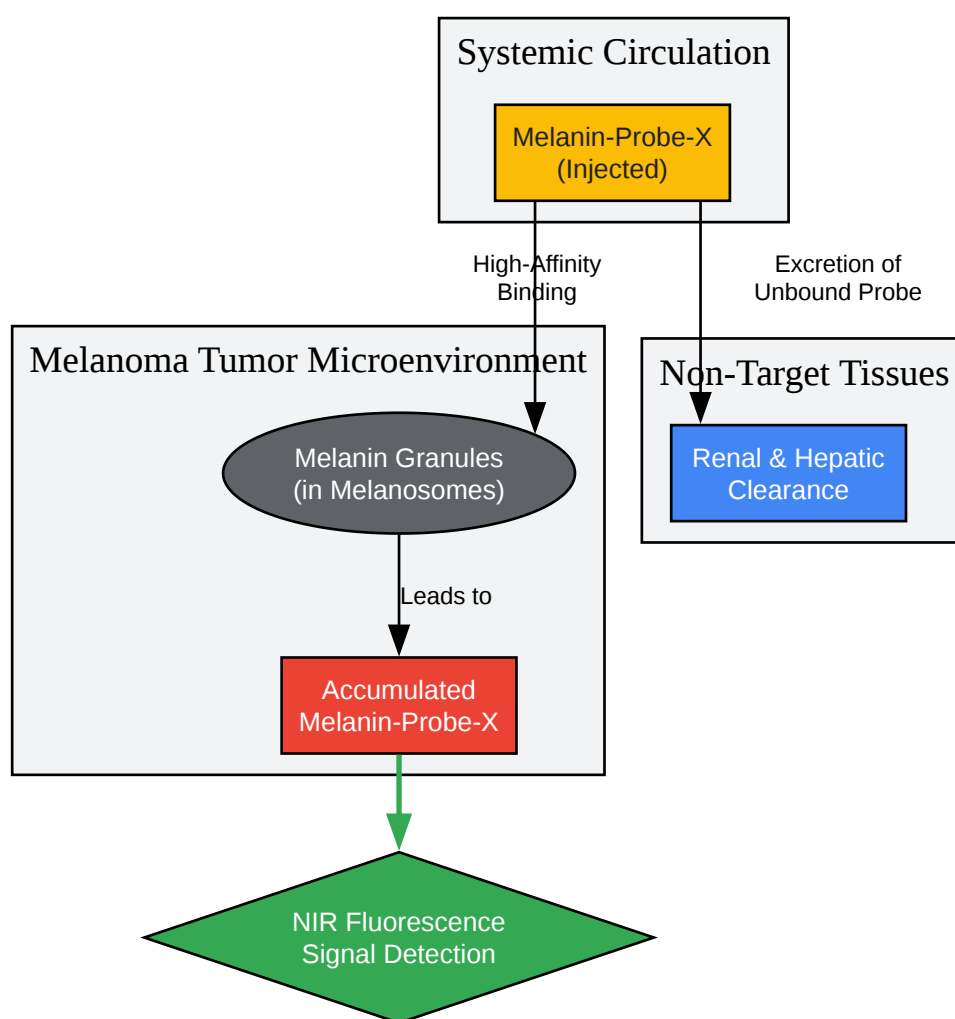 Systemic Circulation
Melanin-Probe-X
(Injected)
High-Affinity
Binding
Excretion of
Unbound Probe
Melanoma Tumor Microenvironment
Non-Target Tissues
Melanin Granules
(in Melanosomes)
Renal & Hepatic
Clearance
Leads to
Accumulated
Melanin-Probe-X
NIR Fluorescence
Signal Detection